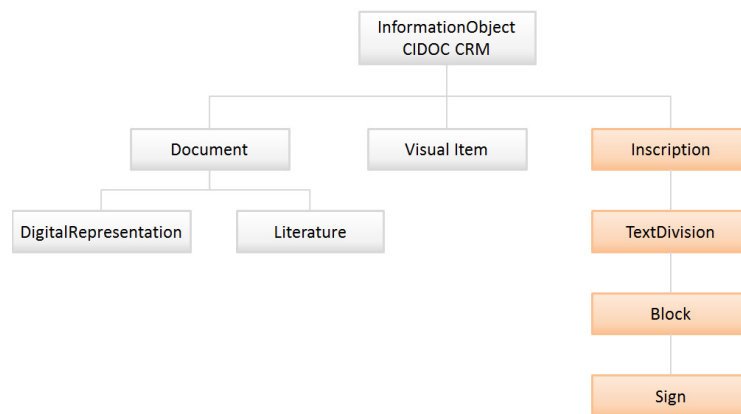 InformationObject
CIDOC CRM
Document
Visual Item
Inscription
DigitalRepresentation
Literature
TextDivision
Block
Sign